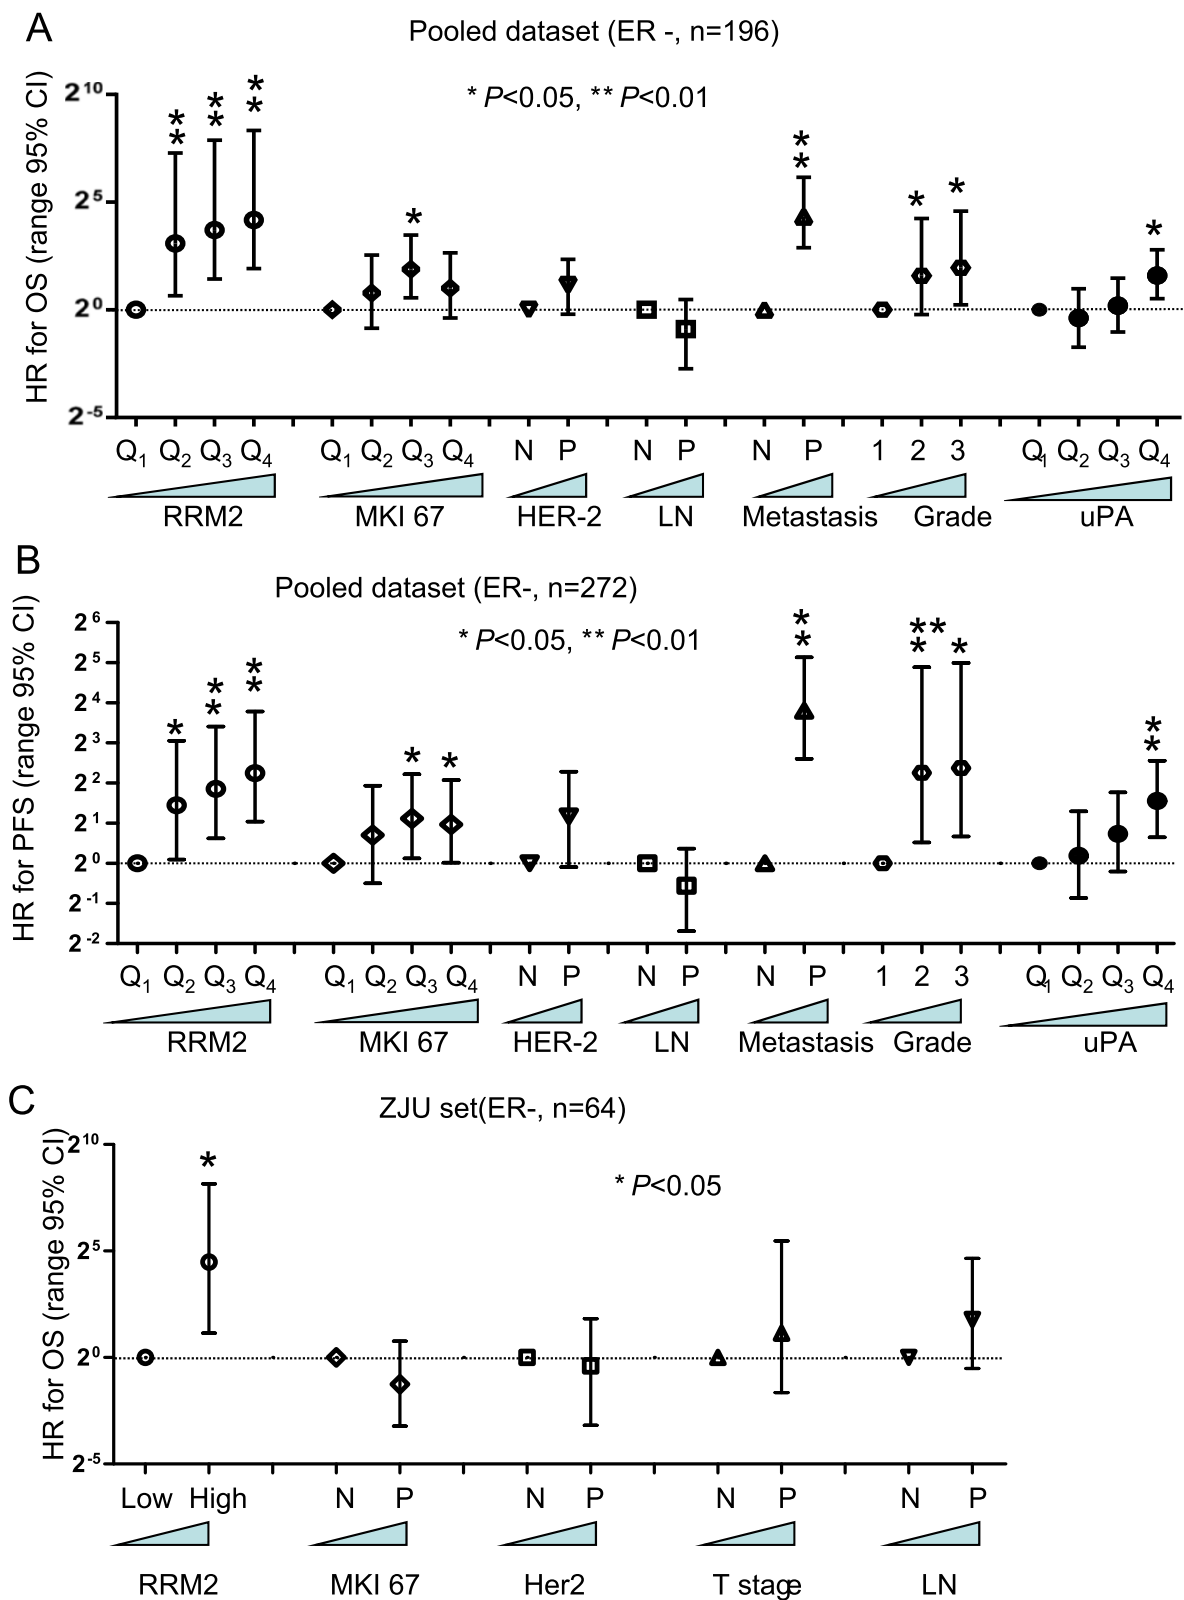 A
Pooled dataset (ER -, n=196)
* P<0.05, ** P<0.01
HR for OS (range 95% CI)
2^10
2^5
2^0
2^-5
** ** ** * ** * * *
Q1 Q2 Q3 Q4 Q1 Q2 Q3 Q4 N P N P N P 1 2 3 Q1 Q2 Q3 Q4
RRM2 MKI 67 HER-2 LN Metastasis Grade uPA
B
Pooled dataset (ER-, n=272)
* P<0.05, ** P<0.01
HR for PFS (range 95% CI)
2^6
2^5
2^4
2^3
2^2
2^1
2^0
2^-1
2^-2
* ** ** * * ** *** * **
Q1 Q2 Q3 Q4 Q1 Q2 Q3 Q4 N P N P N P 1 2 3 Q1 Q2 Q3 Q4
RRM2 MKI 67 HER-2 LN Metastasis Grade uPA
C
ZJU set(ER-, n=64)
* P<0.05
HR for OS (range 95% CI)
2^10
2^5
2^0
2^-5
*
Low High N P N P N P N P
RRM2 MKI 67 Her2 T stage LN